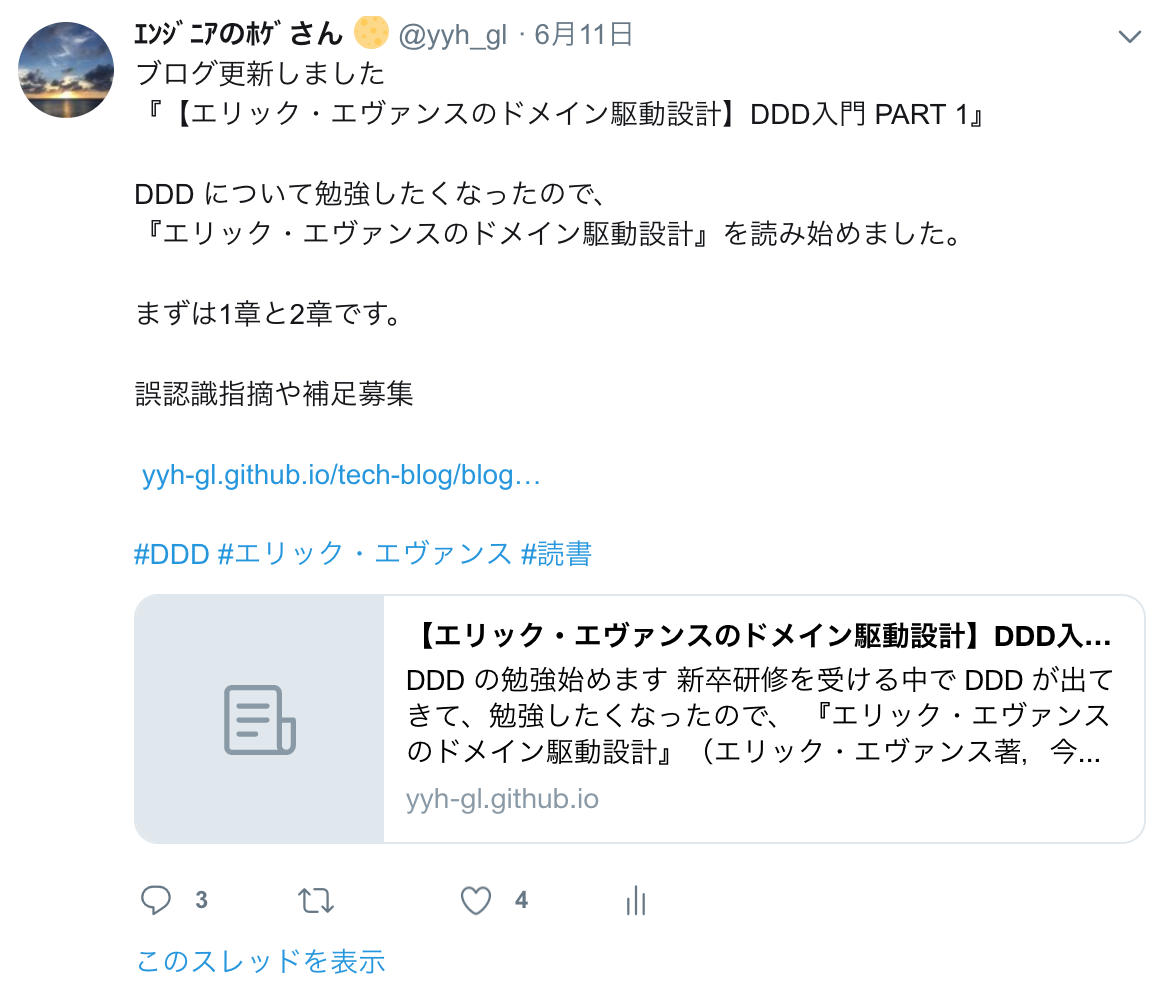 ｴﾝｼﾞﾆｱのﾎｹﾞさん @yyh_gl · 6月11日
ブログ更新しました
『【エリック・エヴァンスのドメイン駆動設計】DDD入門 PART 1』
DDD について勉強したくなったので、
『エリック・エヴァンスのドメイン駆動設計』を読み始めました。
まずは1章と2章です。
誤認識指摘や補足募集
yyh-gl.github.io/tech-blog/blog…
#DDD #エリック・エヴァンス #読書
【エリック・エヴァンスのドメイン駆動設計】DDD入...
DDD の勉強始めます 新卒研修を受ける中で DDD が出て
きて、勉強したくなったので、 『エリック・エヴァンス
のドメイン駆動設計』（エリック・エヴァンス著，今...
yyh-gl.github.io
3 4
このスレッドを表示